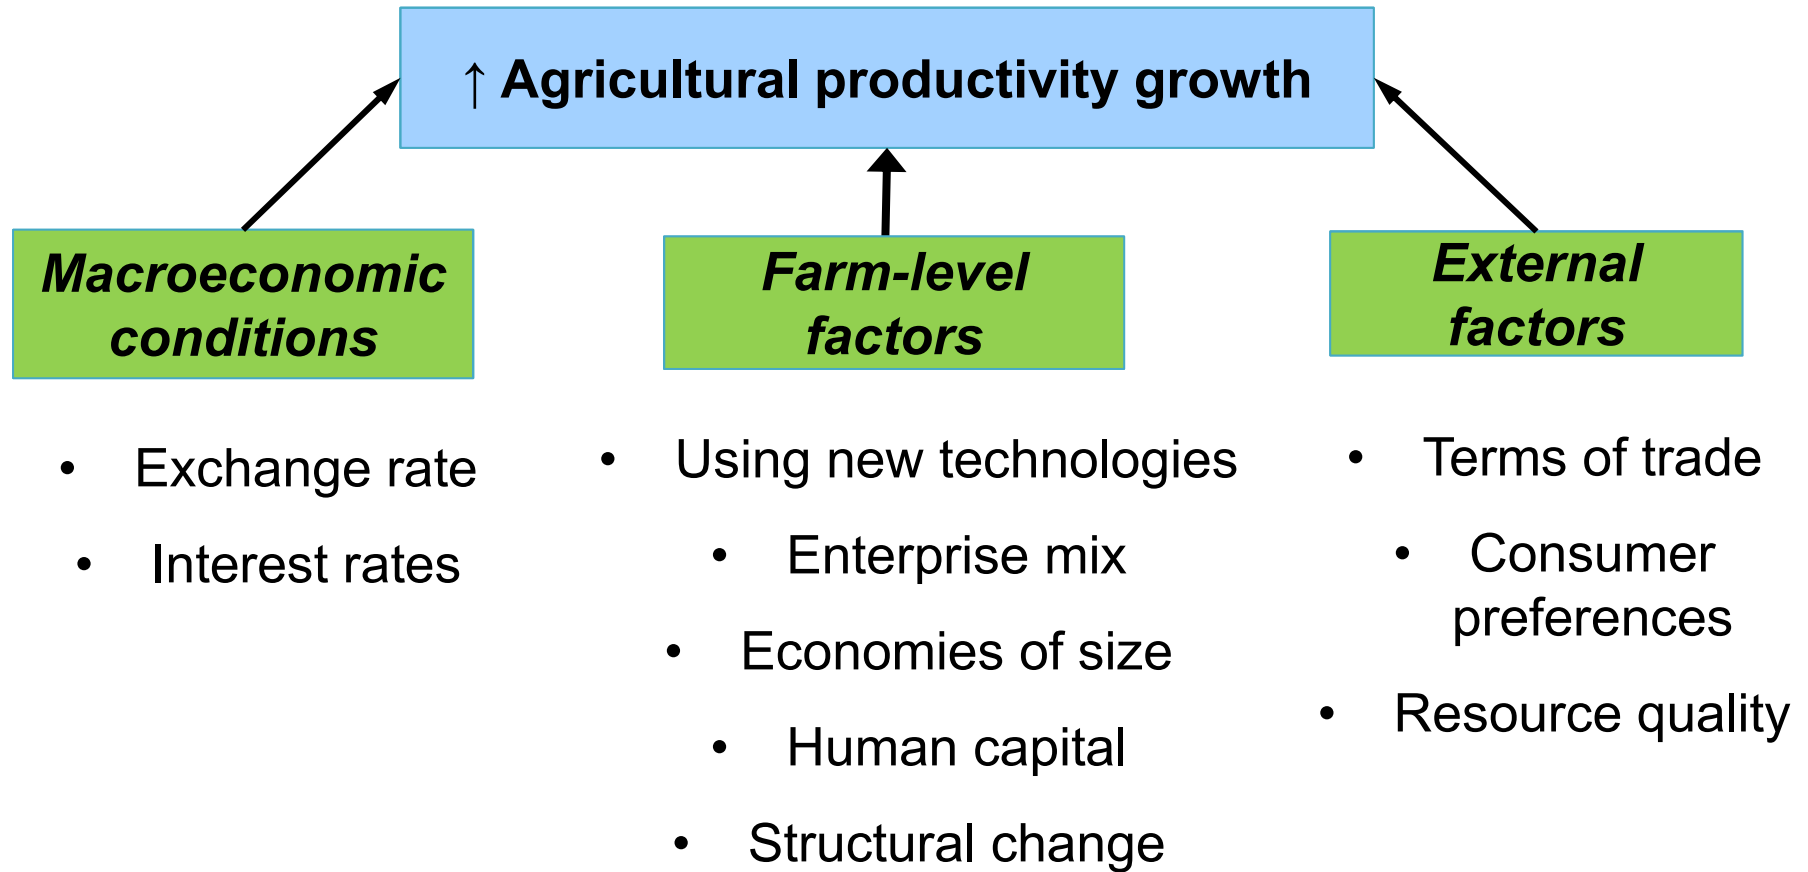 ↑ Agricultural productivity growth
Macroeconomic
conditions
• Exchange rate
• Interest rates
Farm-level
factors
• Using new technologies
• Enterprise mix
• Economies of size
• Human capital
• Structural change
External
factors
• Terms of trade
• Consumer
preferences
• Resource quality